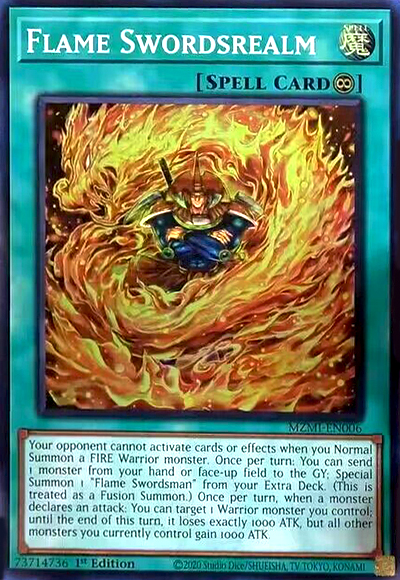 FLAME SWORDSREALM
SPELL
魔
[SPELL CARD∞]
MZMI-EN006
Your opponent cannot activate cards or effects when you Normal
Summon a FIRE Warrior monster. Once per turn: You can send
1 monster from your hand or face-up field to the GY; Special
Summon 1 "Flame Swordsman" from your Extra Deck. (This is
treated as a Fusion Summon.) Once per turn, when a monster
declares an attack: You can target 1 Warrior monster you control;
until the end of this turn, it loses exactly 1000 ATK, but all other
monsters you currently control gain 1000 ATK.
73714736 1st Edition
©2020 Studio Dice/SHUEISHA, TV TOKYO, KONAMI